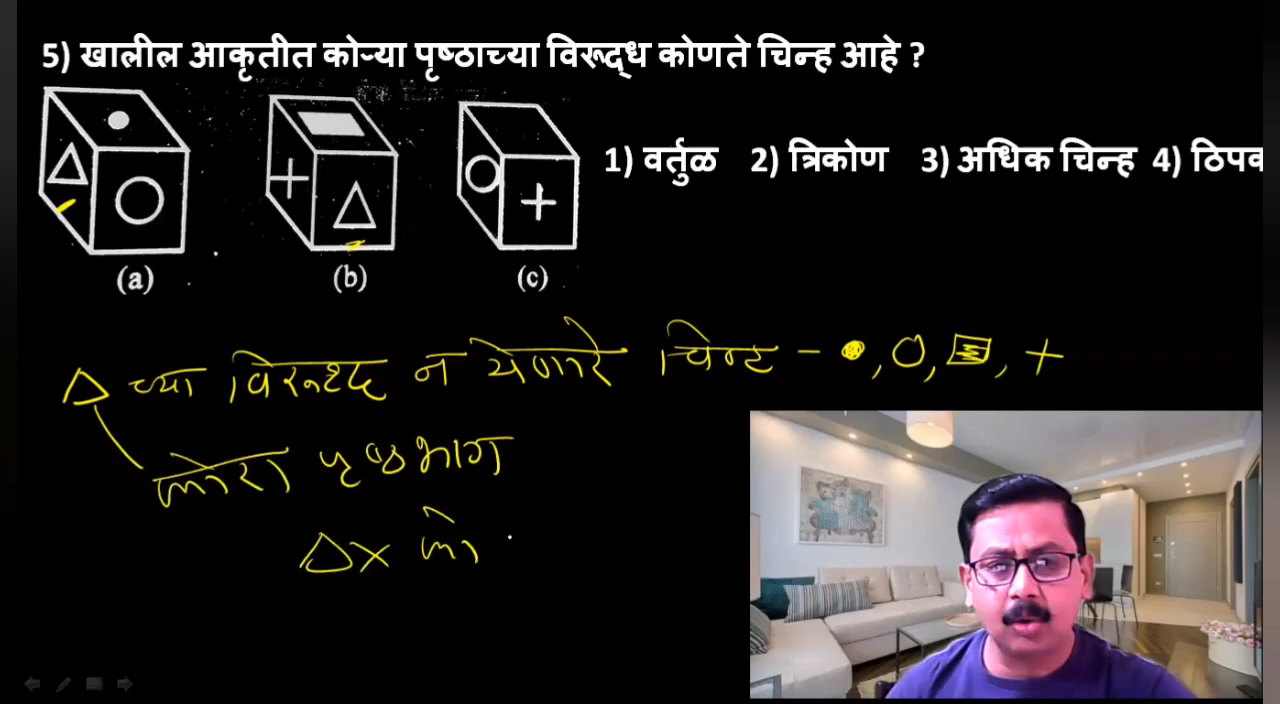 5) खालील आकृतीत कोऱ्या पृष्ठाच्या विरूद्ध कोणते चिन्ह आहे ?
1) वर्तुळ 2) त्रिकोण 3) अधिक चिन्ह 4) ठिपक
(a) (b) (c)
△ च्या विरूध्द न येणारे चिन्ह - •, O, +
कोरा पृष्ठभाग
△ x को